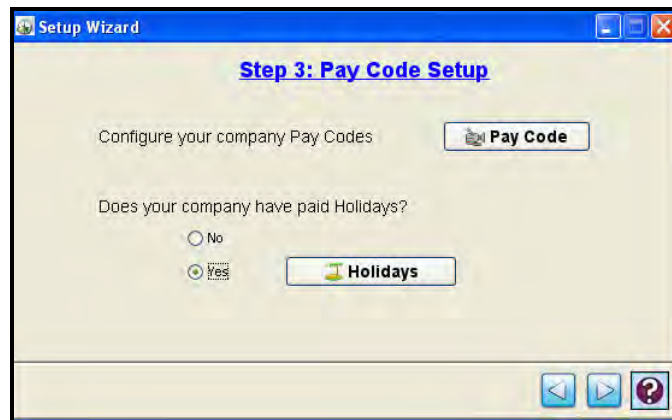 Setup Wizard
Step 3: Pay Code Setup
Configure your company Pay Codes
Pay Code
Does your company have paid Holidays?
No
Yes
Holidays
?